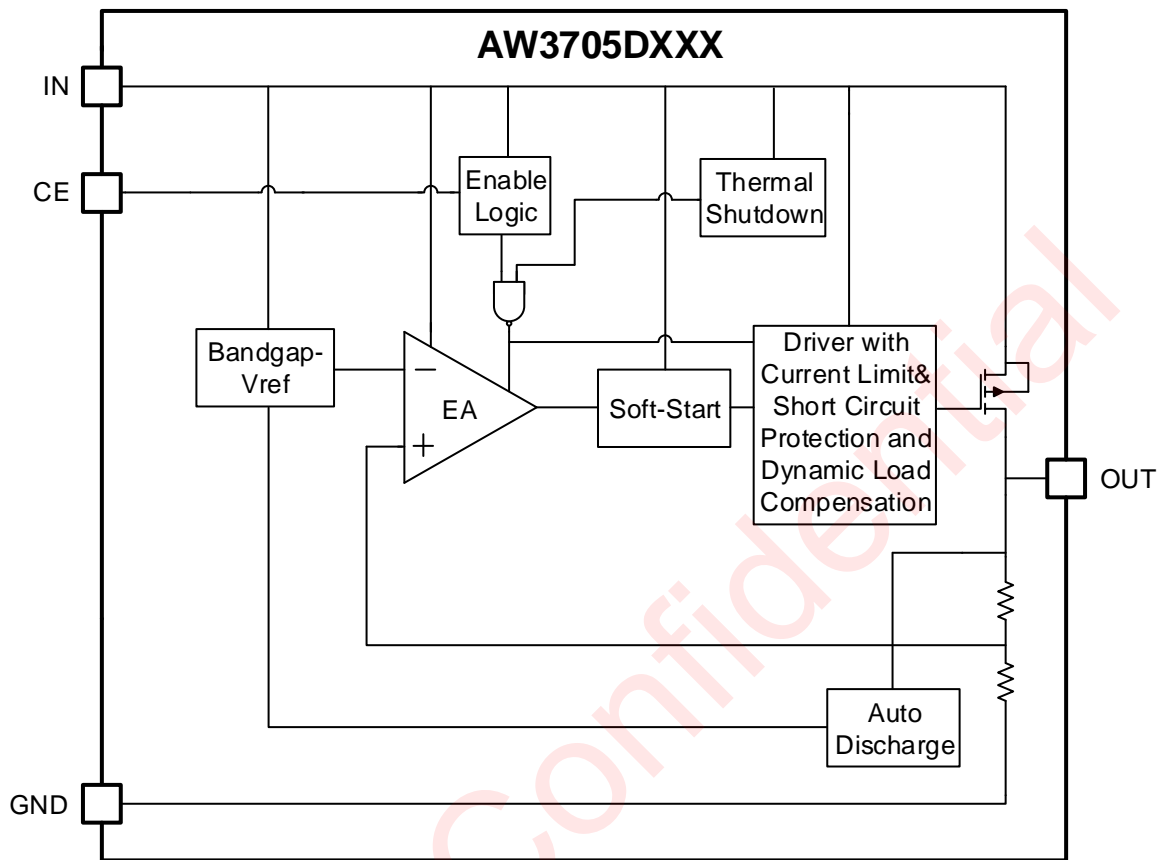 AW3705DXXX
IN
CE
Enable
Logic
Thermal
Shutdown
Bandgap-
Vref
−
EA
+
Soft-Start
Driver with
Current Limit&
Short Circuit
Protection and
Dynamic Load
Compensation
OUT
Auto
Discharge
GND
Confidential